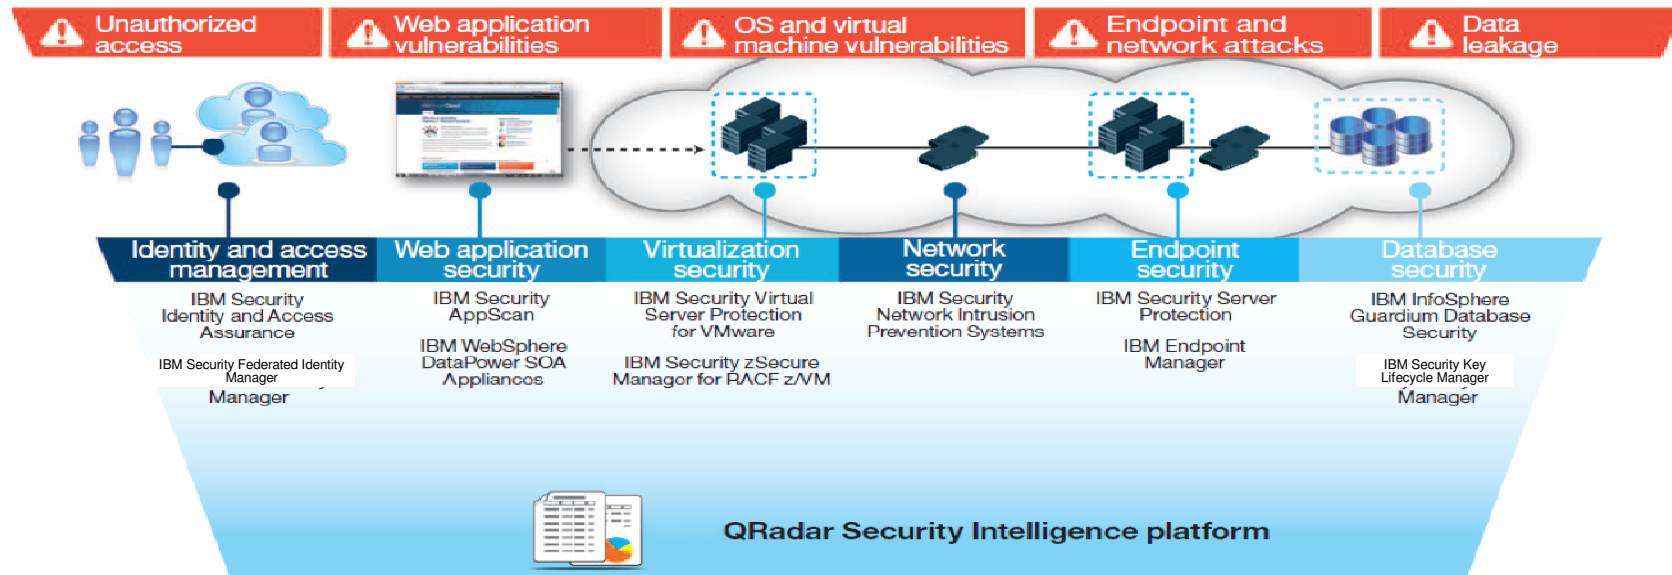 Unauthorized
access
Web application
vulnerabilities
OS and virtual
machine vulnerabilities
Endpoint and
network attacks
Data
leakage
Identity and access
management
Web application
security
Virtualization
security
Network
security
Endpoint
security
Database
security
IBM Security
Identity and Access
Assurance
IBM Security Federated Identity
Manager
Manager
IBM Security
AppScan
IBM WebSphere
DataPower SOA
Appliances
IBM Security Virtual
Server Protection
for VMware
IBM Security zSecure
Manager for RACF z/VM
IBM Security
Network Intrusion
Prevention Systems
IBM Security Server
Protection
IBM Endpoint
Manager
IBM InfoSphere
Guardium Database
Security
IBM Security Key
Lifecycle Manager
Manager
QRadar Security Intelligence platform